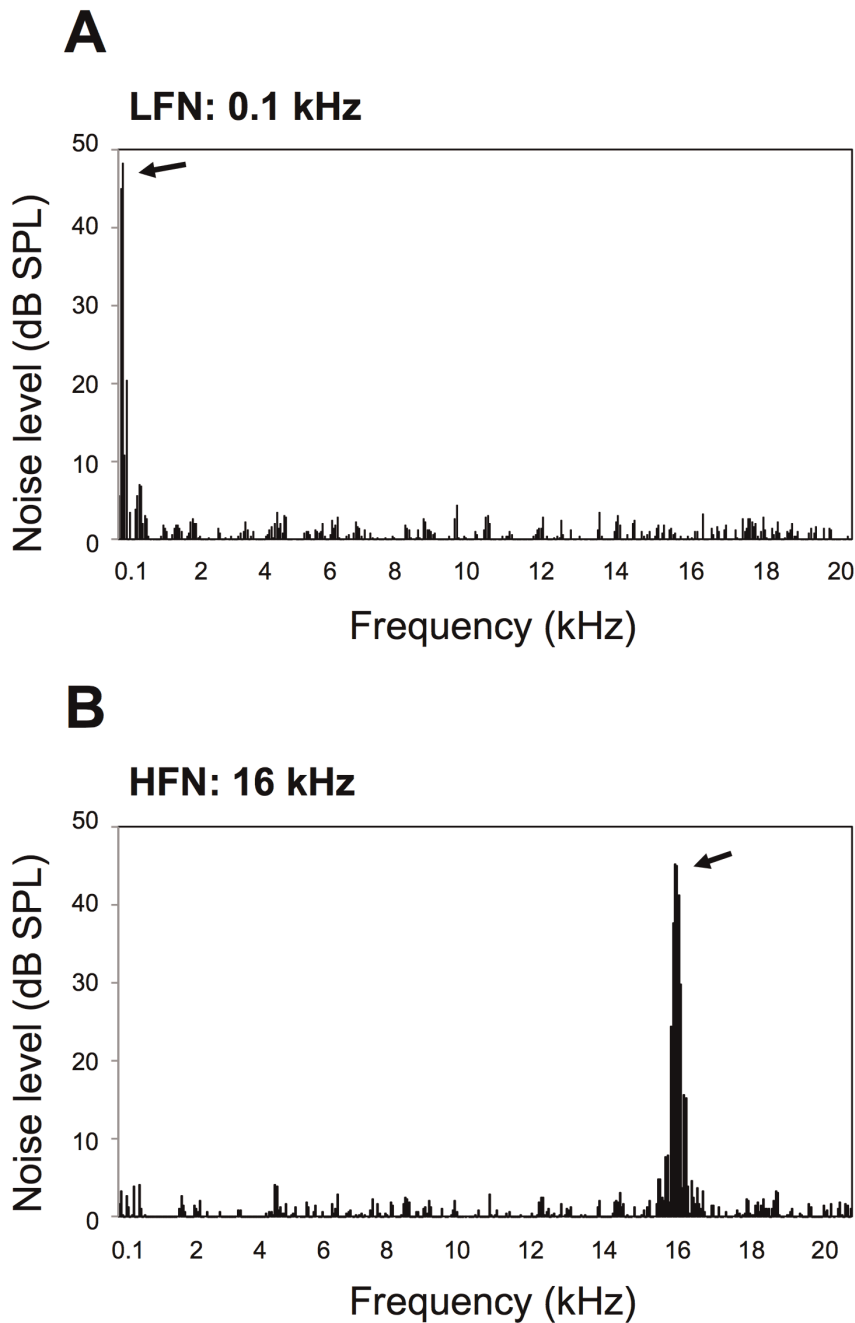 A
LFN: 0.1 kHz
Noise level (dB SPL)
50
40
30
20
10
0
0.1 2 4 6 8 10 12 14 16 18 20
Frequency (kHz)
B
HFN: 16 kHz
Noise level (dB SPL)
50
40
30
20
10
0
0.1 2 4 6 8 10 12 14 16 18 20
Frequency (kHz)